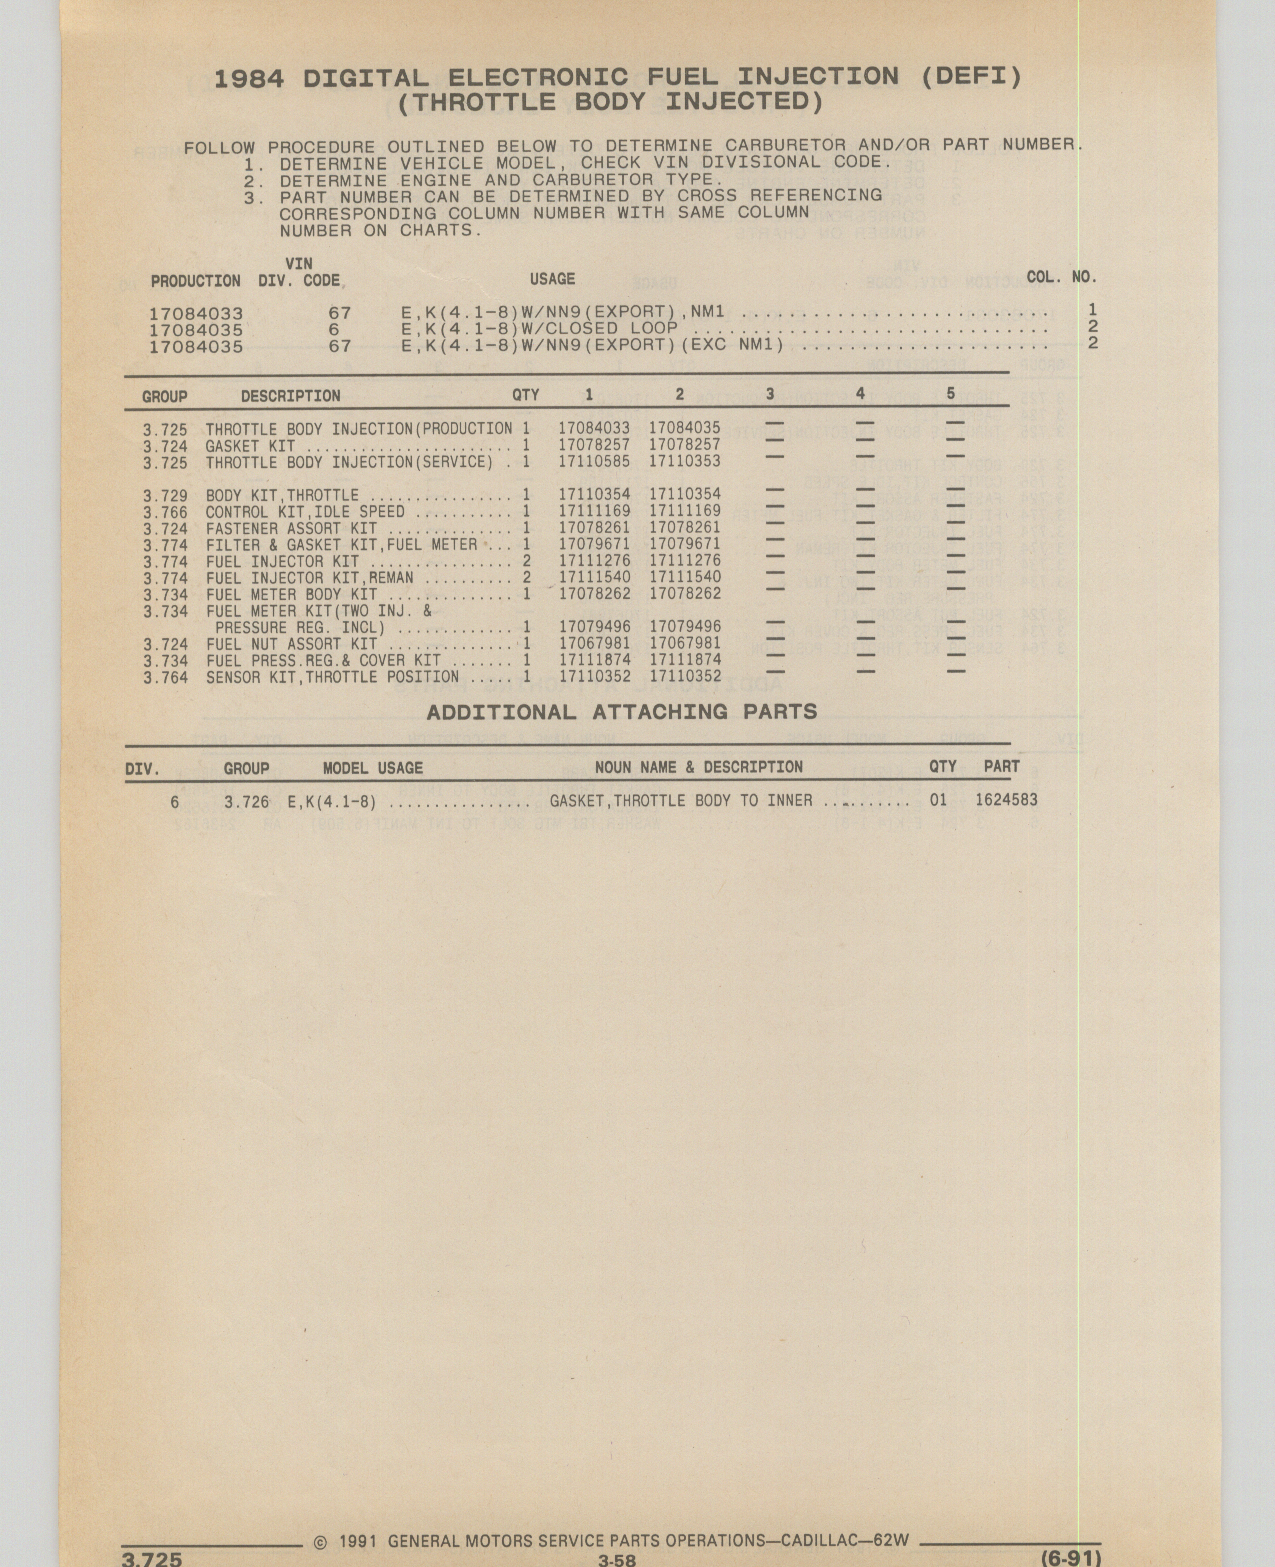 1984 DIGITAL ELECTRONIC FUEL INJECTION (DEFI)
(THROTTLE BODY INJECTED)
FOLLOW PROCEDURE OUTLINED BELOW TO DETERMINE CARBURETOR AND/OR PART NUMBER.
1. DETERMINE VEHICLE MODEL, CHECK VIN DIVISIONAL CODE.
2. DETERMINE ENGINE AND CARBURETOR TYPE.
3. PART NUMBER CAN BE DETERMINED BY CROSS REFERENCING
CORRESPONDING COLUMN NUMBER WITH SAME COLUMN
NUMBER ON CHARTS.
VIN
PRODUCTION DIV. CODE USAGE COL. NO.
17084033 67 E,K(4.1-8)W/NN9(EXPORT),NM1 .......................... 1
17084035 6 E,K(4.1-8)W/CLOSED LOOP .............................. 2
17084035 67 E,K(4.1-8)W/NN9(EXPORT)(EXC NM1) ..................... 2
GROUP DESCRIPTION QTY 1 2 3 4 5
3.725 THROTTLE BODY INJECTION(PRODUCTION 1 17084033 17084035 — — —
3.724 GASKET KIT ....................... 1 17078257 17078257 — — —
3.725 THROTTLE BODY INJECTION(SERVICE) . 1 17110585 17110353 — — —
3.729 BODY KIT,THROTTLE ................ 1 17110354 17110354 — — —
3.766 CONTROL KIT,IDLE SPEED ........... 1 17111169 17111169 — — —
3.724 FASTENER ASSORT KIT .............. 1 17078261 17078261 — — —
3.774 FILTER & GASKET KIT,FUEL METER ... 1 17079671 17079671 — — —
3.774 FUEL INJECTOR KIT ................ 2 17111276 17111276 — — —
3.774 FUEL INJECTOR KIT,REMAN .......... 2 17111540 17111540 — — —
3.734 FUEL METER BODY KIT .............. 1 17078262 17078262 — — —
3.734 FUEL METER KIT(TWO INJ. &
PRESSURE REG. INCL) ............. 1 17079496 17079496 — — —
3.724 FUEL NUT ASSORT KIT .............. 1 17067981 17067981 — — —
3.734 FUEL PRESS.REG.& COVER KIT ....... 1 17111874 17111874 — — —
3.764 SENSOR KIT,THROTTLE POSITION ..... 1 17110352 17110352 — — —
ADDITIONAL ATTACHING PARTS
DIV. GROUP MODEL USAGE NOUN NAME & DESCRIPTION QTY PART
6 3.726 E,K(4.1-8) ................ GASKET,THROTTLE BODY TO INNER .......... 01 1624583
© 1991 GENERAL MOTORS SERVICE PARTS OPERATIONS—CADILLAC—62W
3.725 3-58 (6-91)